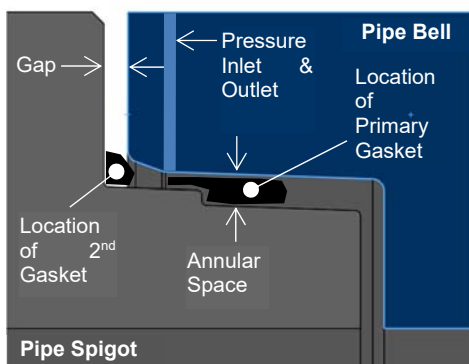 Pipe Bell
Gap
Pressure
Inlet &
Outlet
Location
of
Primary
Gasket
Location
of 2nd
Gasket
Annular
Space
Pipe Spigot